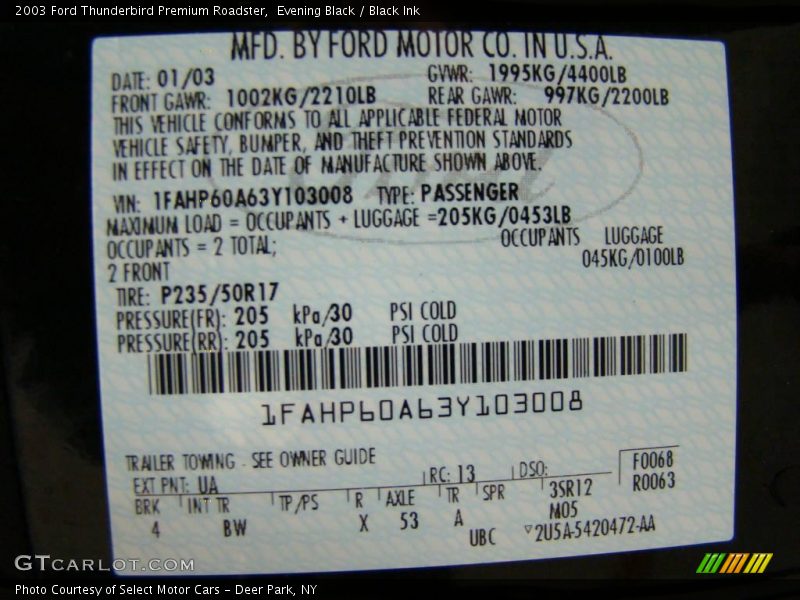 2003 Ford Thunderbird Premium Roadster,  Evening Black / Black Ink
MFD. BY FORD MOTOR CO. IN U.S.A.
DATE: 01/03 GVWR: 1995KG/4400LB
FRONT GAWR: 1002KG/2210LB REAR GAWR: 997KG/2200LB
THIS VEHICLE CONFORMS TO ALL APPLICABLE FEDERAL MOTOR
VEHICLE SAFETY, BUMPER, AND THEFT PREVENTION STANDARDS
IN EFFECT ON THE DATE OF MANUFACTURE SHOWN ABOVE.
VIN: 1FAHP60A63Y103008 TYPE: PASSENGER
MAXIMUM LOAD = OCCUPANTS + LUGGAGE =205KG/0453LB
OCCUPANTS = 2 TOTAL; OCCUPANTS LUGGAGE
2 FRONT 045KG/0100LB
TIRE: P235/50R17
PRESSURE(FR): 205 kPa/30 PSI COLD
PRESSURE(RR): 205 kPa/30 PSI COLD
1FAHP60A63Y103008
TRAILER TOWING - SEE OWNER GUIDE
EXT PNT: UA RC: 13 DSO: F0068
R0063
BRK INT TR TP/PS R AXLE TR SPR 3SR12
4 BW X 53 A M05
UBC ▽2U5A-5420472-AA
GTCARLOT.COM
Photo Courtesy of Select Motor Cars - Deer Park, NY